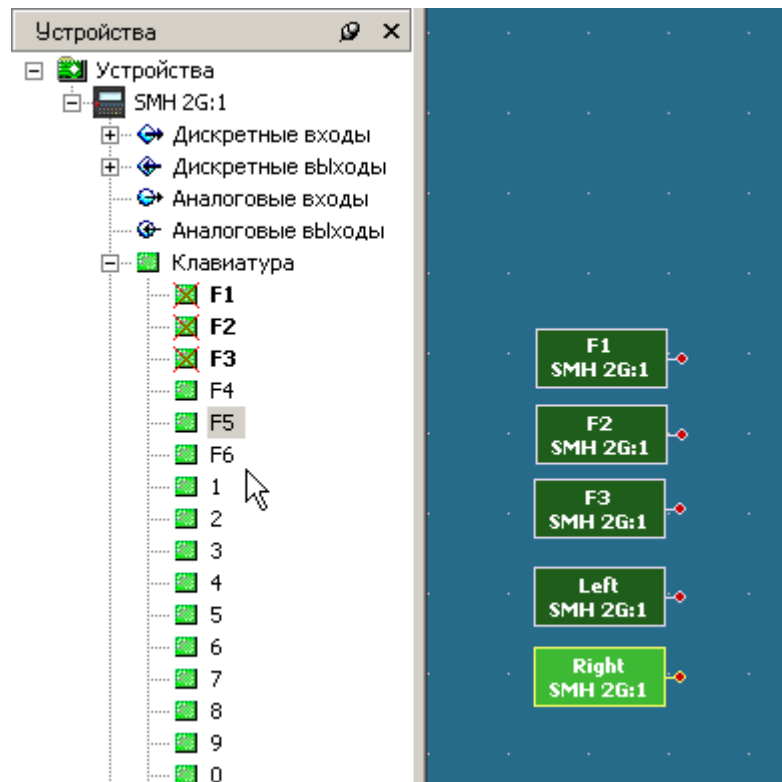 Устройства
Устройства
SMH 2G:1
Дискретные входы
Дискретные выходы
Аналоговые входы
Аналоговые выходы
Клавиатура
F1
F2
F3
F4
F5
F6
1
2
3
4
5
6
7
8
9
0
F1
SMH 2G:1
F2
SMH 2G:1
F3
SMH 2G:1
Left
SMH 2G:1
Right
SMH 2G:1